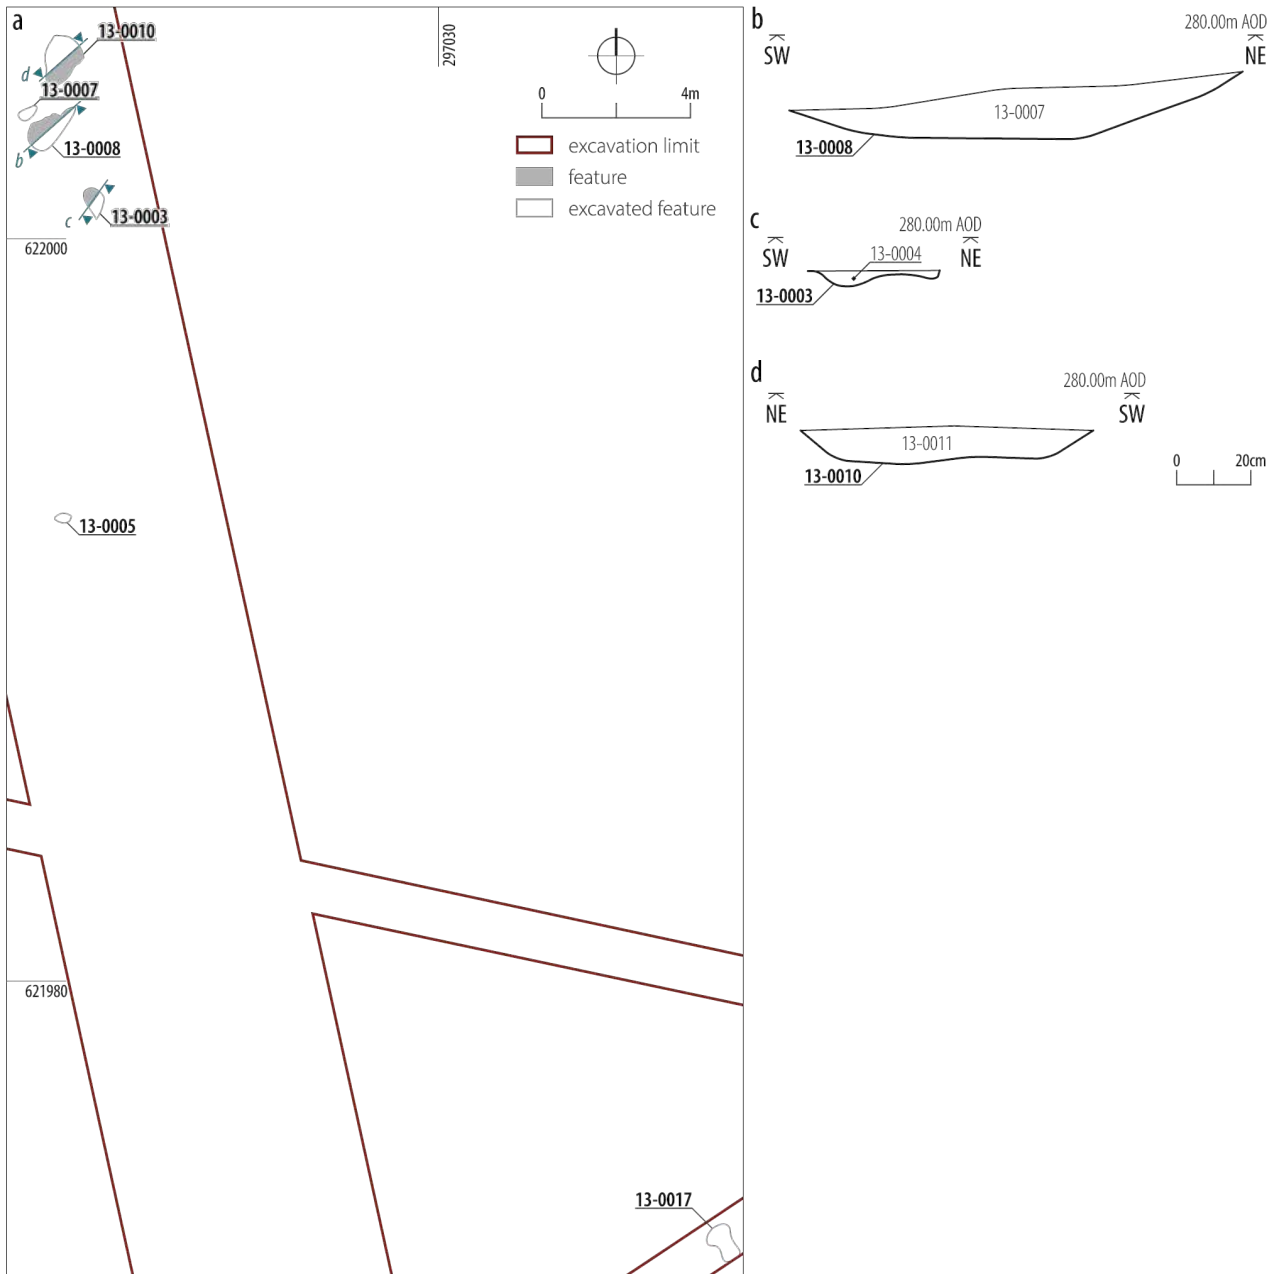 a
13-0010
d
13-0007
b
13-0008
c
13-0003
622000
297030
0 4m
excavation limit
feature
excavated feature
13-0005
621980
13-0017
b
280.00m AOD
SW
NE
13-0007
13-0008
c
280.00m AOD
SW
NE
13-0004
13-0003
d
280.00m AOD
NE
SW
13-0011
13-0010
0 20cm